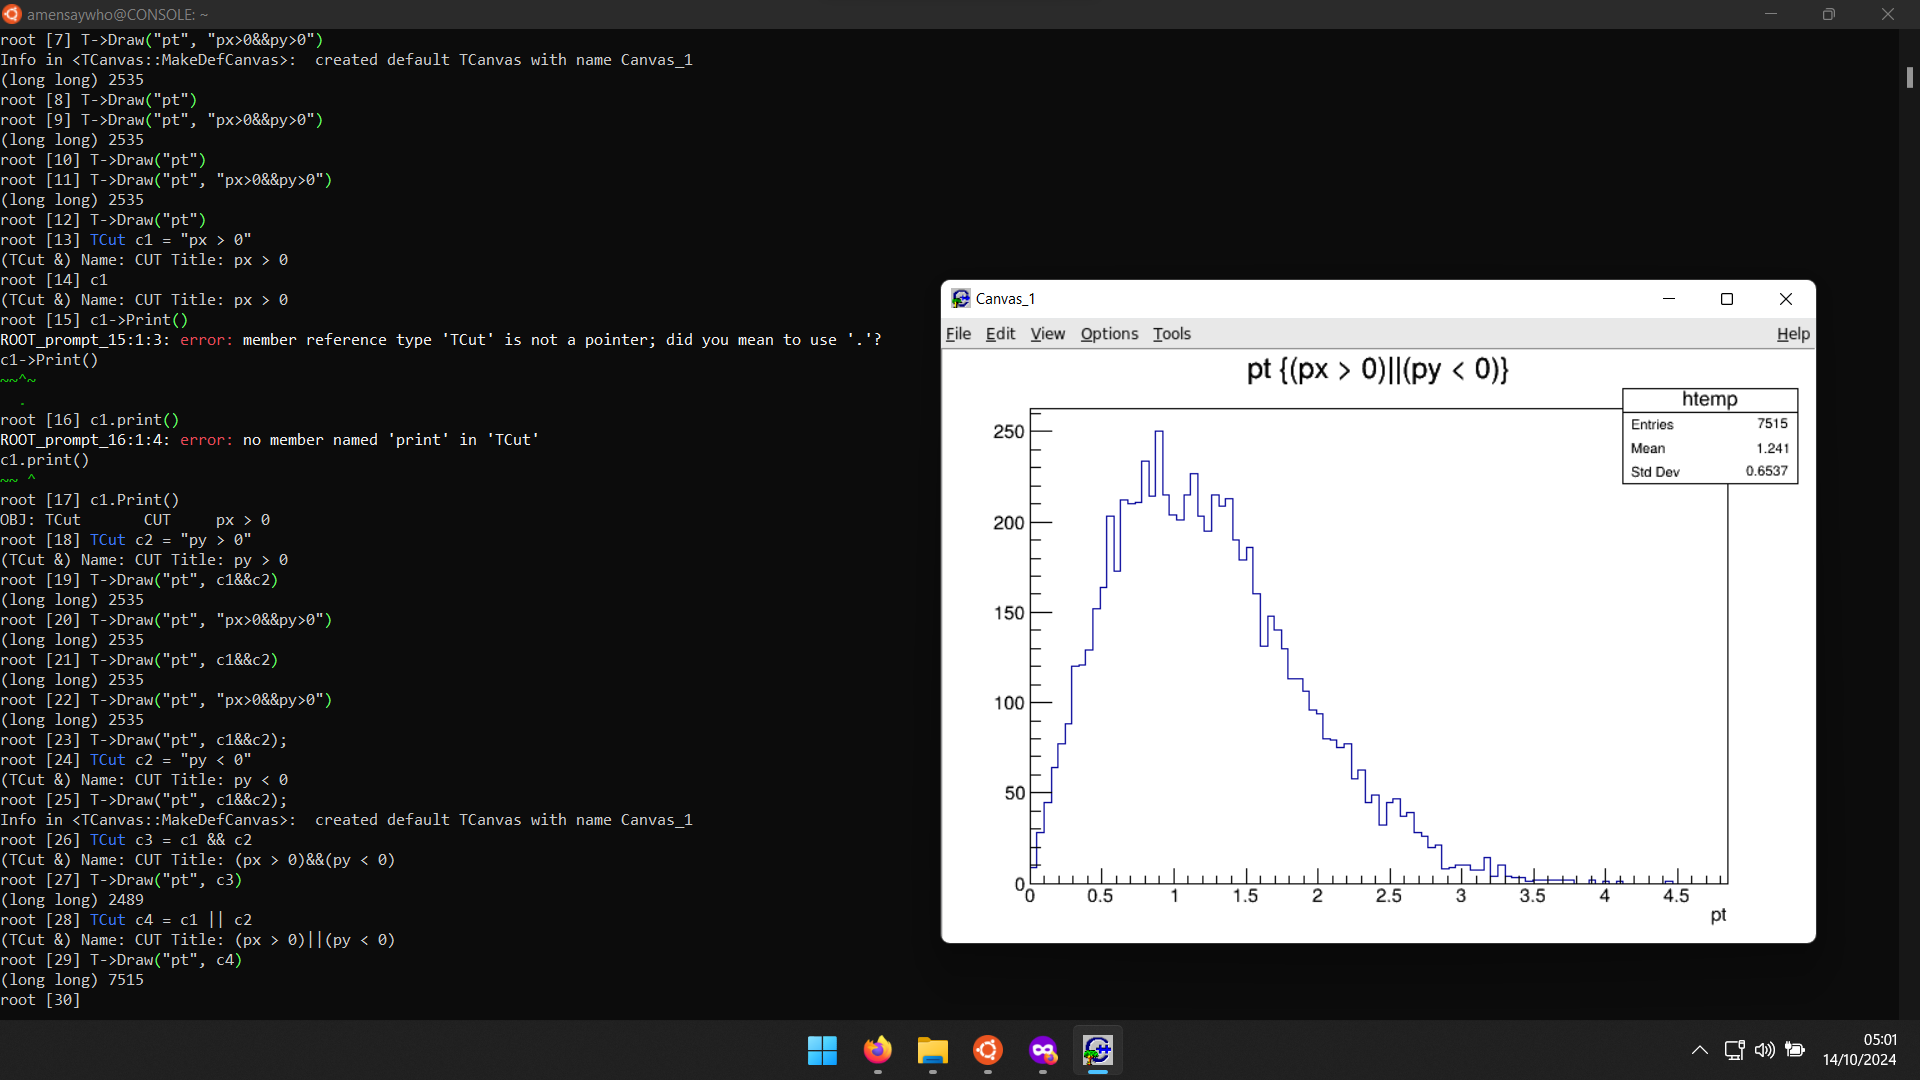 amensaywho@CONSOLE: ~
root [7] T->Draw("pt", "px>0&&py>0")
Info in <TCanvas::MakeDefCanvas>:  created default TCanvas with name Canvas_1
(long long) 2535
root [8] T->Draw("pt")
root [9] T->Draw("pt", "px>0&&py>0")
(long long) 2535
root [10] T->Draw("pt")
root [11] T->Draw("pt", "px>0&&py>0")
(long long) 2535
root [12] T->Draw("pt")
root [13] TCut c1 = "px > 0"
(TCut &) Name: CUT Title: px > 0
root [14] c1
(TCut &) Name: CUT Title: px > 0
root [15] c1->Print()
ROOT_prompt_15:1:3: error: member reference type 'TCut' is not a pointer; did you mean to use '.'?
c1->Print()
~~^~
  .
root [16] c1.print()
ROOT_prompt_16:1:4: error: no member named 'print' in 'TCut'
c1.print()
~~ ^
root [17] c1.Print()
OBJ: TCut       CUT     px > 0
root [18] TCut c2 = "py > 0"
(TCut &) Name: CUT Title: py > 0
root [19] T->Draw("pt", c1&&c2)
(long long) 2535
root [20] T->Draw("pt", "px>0&&py>0")
(long long) 2535
root [21] T->Draw("pt", c1&&c2)
(long long) 2535
root [22] T->Draw("pt", "px>0&&py>0")
(long long) 2535
root [23] T->Draw("pt", c1&&c2);
root [24] TCut c2 = "py < 0"
(TCut &) Name: CUT Title: py < 0
root [25] T->Draw("pt", c1&&c2);
Info in <TCanvas::MakeDefCanvas>:  created default TCanvas with name Canvas_1
root [26] TCut c3 = c1 && c2
(TCut &) Name: CUT Title: (px > 0)&&(py < 0)
root [27] T->Draw("pt", c3)
(long long) 2489
root [28] TCut c4 = c1 || c2
(TCut &) Name: CUT Title: (px > 0)||(py < 0)
root [29] T->Draw("pt", c4)
(long long) 7515
root [30]
Canvas_1
File Edit View Options Tools Help
pt {(px > 0)||(py < 0)}
htemp
Entries 7515
Mean 1.241
Std Dev 0.6537
250
200
150
100
50
0
0 0.5 1 1.5 2 2.5 3 3.5 4 4.5
pt
05:01
14/10/2024